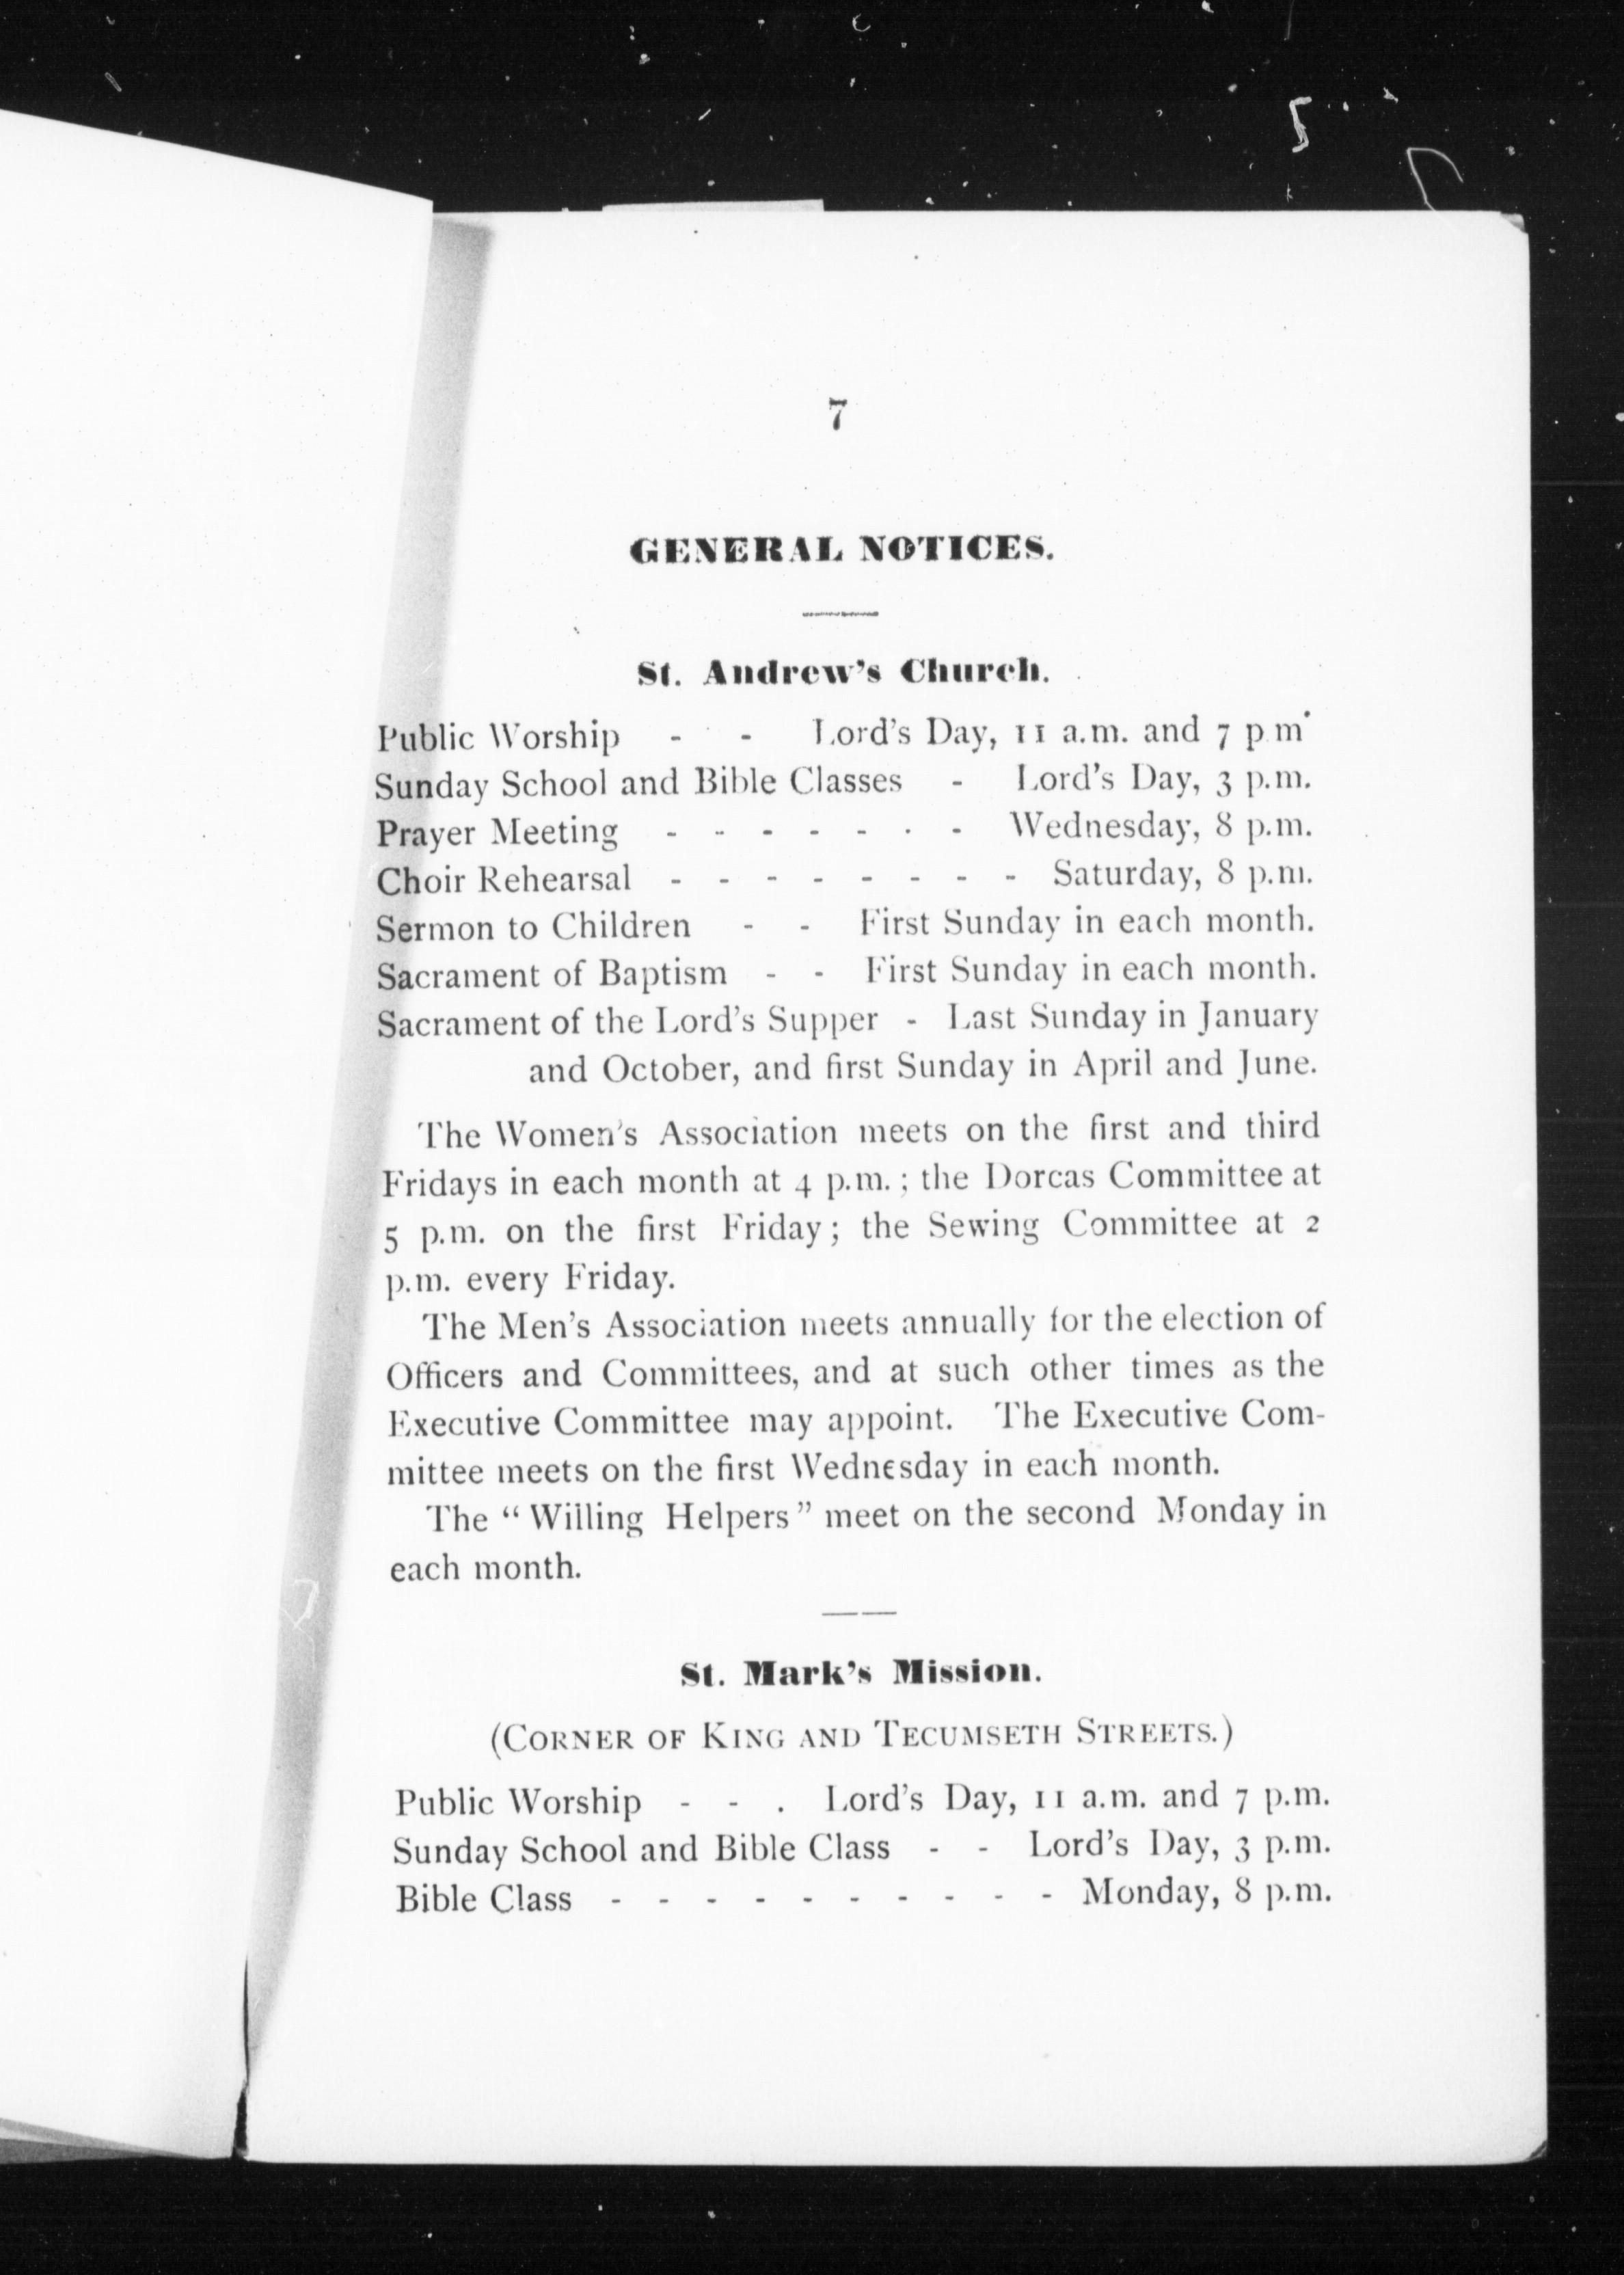 7
GENERAL NOTICES.
St. Andrew's Church.
Public Worship - - Lord's Day, 11 a.m. and 7 p m.
Sunday School and Bible Classes - Lord's Day, 3 p.m.
Prayer Meeting - - - - - - - Wednesday, 8 p.m.
Choir Rehearsal - - - - - - - - Saturday, 8 p.m.
Sermon to Children - - First Sunday in each month.
Sacrament of Baptism - - First Sunday in each month.
Sacrament of the Lord's Supper - Last Sunday in January
and October, and first Sunday in April and June.
The Women's Association meets on the first and third
Fridays in each month at 4 p.m. ; the Dorcas Committee at
5 p.m. on the first Friday ; the Sewing Committee at 2
p.m. every Friday.
The Men's Association meets annually for the election of
Officers and Committees, and at such other times as the
Executive Committee may appoint. The Executive Com-
mittee meets on the first Wednesday in each month.
The "Willing Helpers" meet on the second Monday in
each month.
St. Mark's Mission.
(CORNER OF KING AND TECUMSETH STREETS.)
Public Worship - - . Lord's Day, 11 a.m. and 7 p.m.
Sunday School and Bible Class - - Lord's Day, 3 p.m.
Bible Class - - - - - - - - - - Monday, 8 p.m.